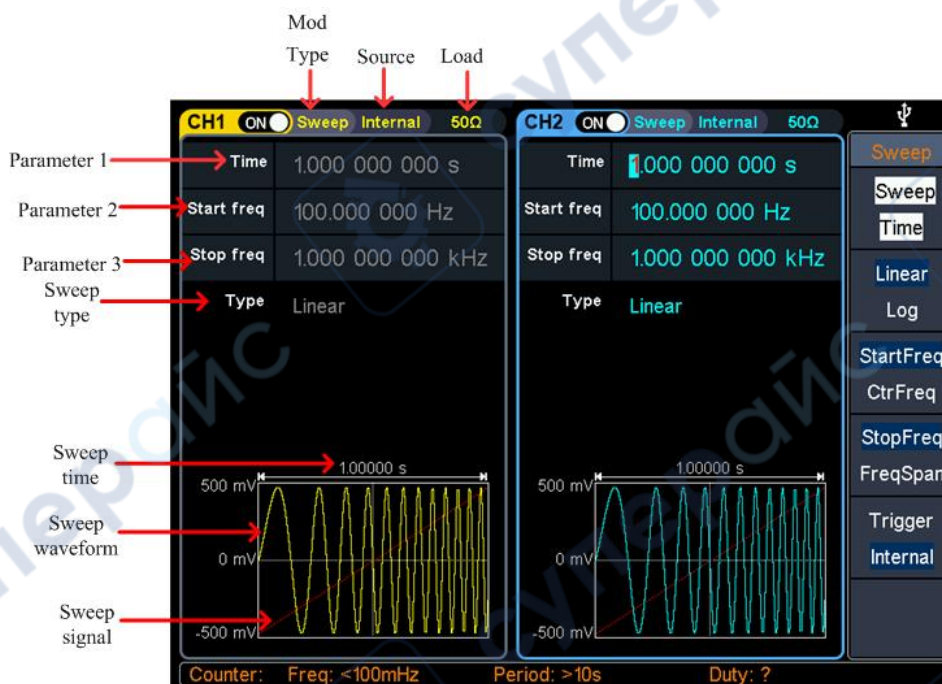 Mod
Type
Source
Load
CH1 ON Sweep Internal 50Ω
CH2 ON Sweep Internal 50Ω
Parameter 1
Time 1.000 000 000 s
Time 1.000 000 000 s
Sweep
Sweep
Time
Parameter 2
Start freq 100.000 000 Hz
Start freq 100.000 000 Hz
Parameter 3
Stop freq 1.000 000 000 kHz
Stop freq 1.000 000 000 kHz
Linear
Log
Sweep
type
Type Linear
Type Linear
StartFreq
CtrFreq
StopFreq
FreqSpan
Trigger
Internal
Sweep
time
1.00000 s
1.00000 s
500 mV
500 mV
Sweep
waveform
0 mV
0 mV
Sweep
signal
-500 mV
-500 mV
Counter: Freq: <100mHz Period: >10s Duty: ?
суперайс